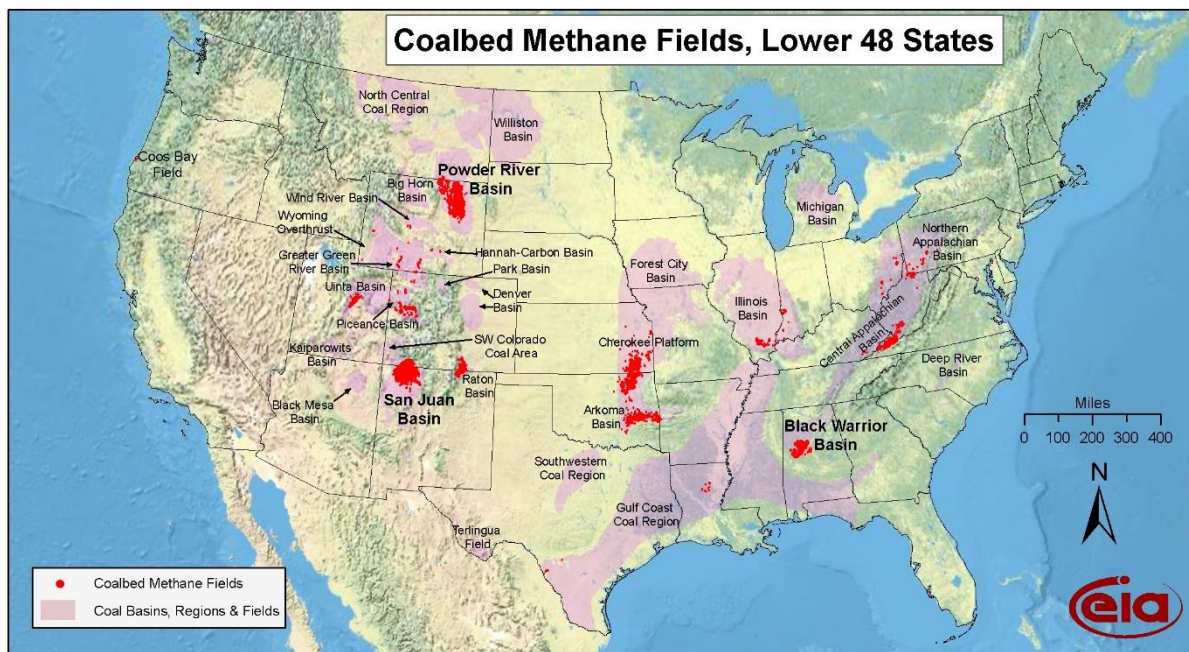 Coalbed Methane Fields, Lower 48 States
North Central
Coal Region
Williston
Basin
Coos Bay
Field
Powder River
Basin
Big Horn
Basin
Wind River Basin
Wyoming
Overthrust
Greater Green
River Basin
Hannah-Carbon Basin
Park Basin
Uinta Basin
Denver
Basin
Piceance Basin
Kaiparowits Basin
SW Colorado
Coal Area
Black Mesa
Basin
San Juan
Basin
Raton
Basin
Michigan
Basin
Northern
Appalachian
Basin
Forest City
Basin
Illinois
Basin
Central Appalachian
Basin
Cherokee Platform
Deep River
Basin
Arkoma
Basin
Black Warrior
Basin
Southwestern
Coal Region
Gulf Coast
Coal Region
Terlingua
Field
Miles
0 100 200 300 400
N
Coalbed Methane Fields
Coal Basins, Regions & Fields
eia